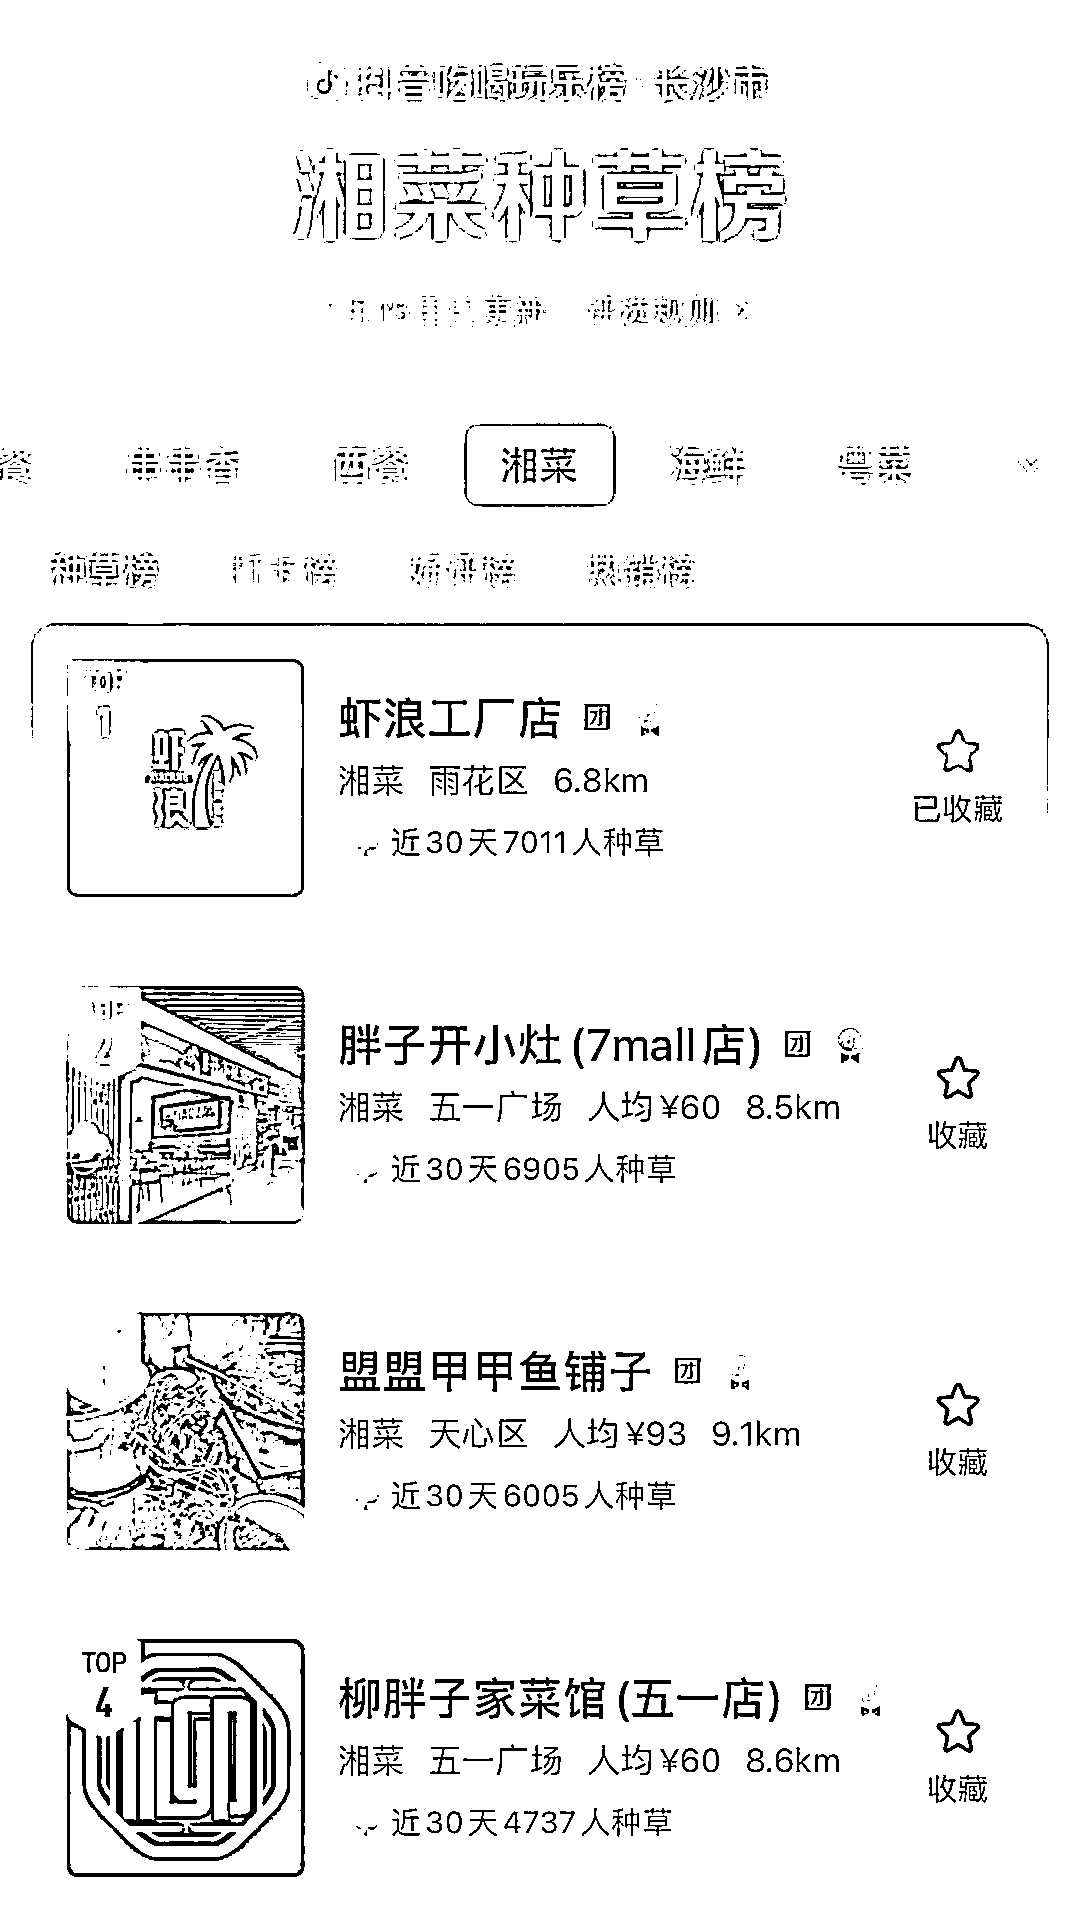 抖音吃喝玩乐榜·长沙市
湘菜种草榜
更新 评选规则
餐 串串香 西餐 湘菜 海鲜 粤菜
种草榜 打卡榜 好评榜 热销榜
TOP
1
虾浪
虾浪工厂店 团
湘菜 雨花区 6.8km
已收藏
近30天7011人种草
2
胖子开小灶(7mall店) 团
湘菜 五一广场 人均¥60 8.5km
收藏
近30天6905人种草
盟盟甲甲鱼铺子 团
湘菜 天心区 人均¥93 9.1km
收藏
近30天6005人种草
TOP
4
柳胖子家菜馆(五一店) 团
湘菜 五一广场 人均¥60 8.6km
收藏
近30天4737人种草